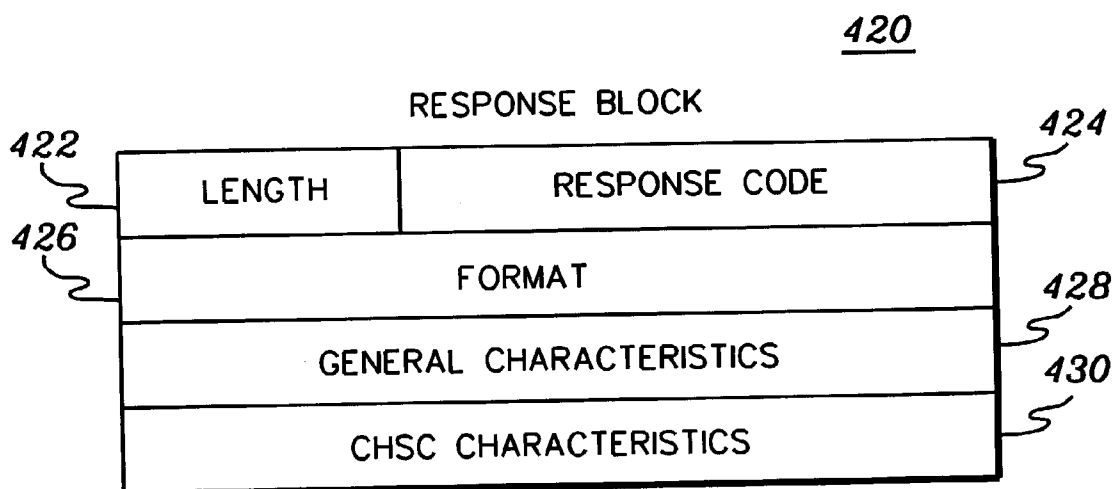 420
RESPONSE BLOCK
422
424
LENGTH
RESPONSE CODE
426
FORMAT
428
GENERAL CHARACTERISTICS
430
CHSC CHARACTERISTICS